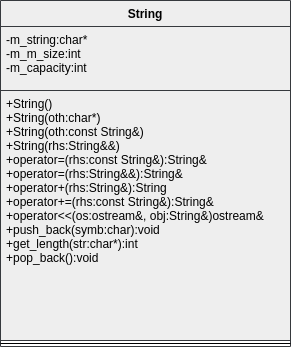 String
-m_string:char*
-m_m_size:int
-m_capacity:int
+String()
+String(oth:char*)
+String(oth:const String&)
+String(rhs:String&&)
+operator=(rhs:const String&):String&
+operator=(rhs:String&&):String&
+operator+(rhs:String&):String
+operator+=(rhs:const String&):String&
+operator<<(os:ostream&, obj:String&)ostream&
+push_back(symb:char):void
+get_length(str:char*):int
+pop_back():void